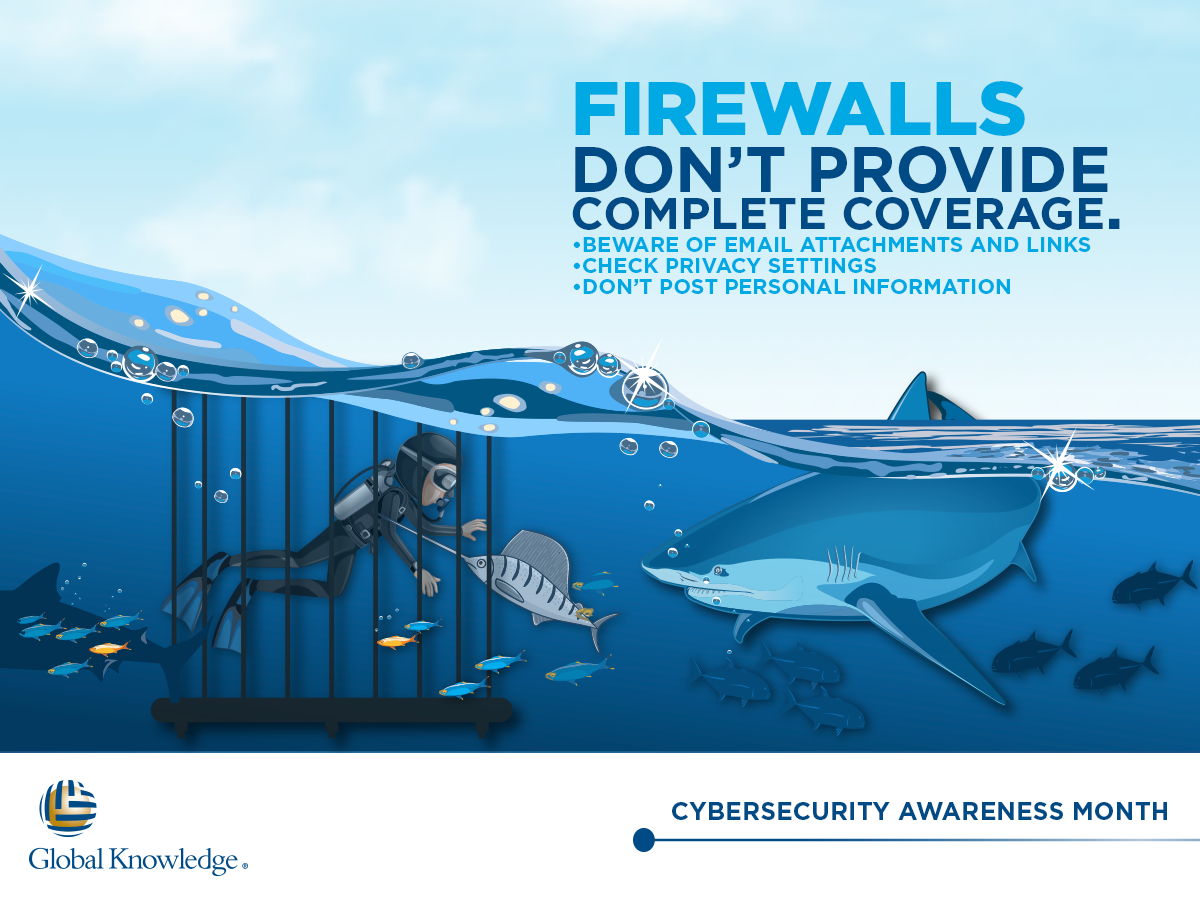 FIREWALLS
DON'T PROVIDE
COMPLETE COVERAGE.
•BEWARE OF EMAIL ATTACHMENTS AND LINKS
•CHECK PRIVACY SETTINGS
•DON'T POST PERSONAL INFORMATION
CYBERSECURITY AWARENESS MONTH
Global Knowledge®